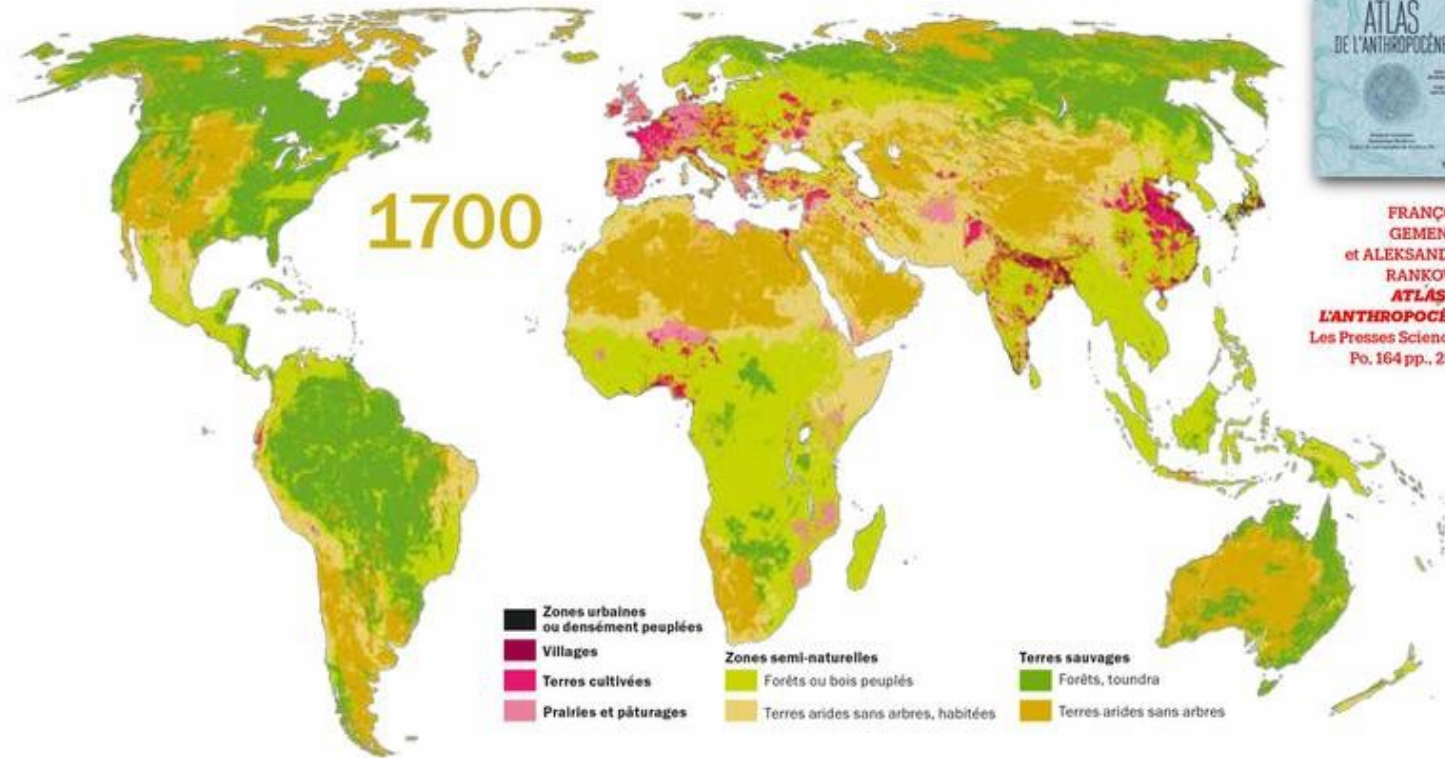 ATLAS
DE L'ANTHROPOCÈN
1700
FRANÇ
GEMEN
et ALEKSAND
RANKO
ATLAS
L'ANTHROPOCÈ
Les Presses Scienc
Po, 164 pp., 2
Zones urbaines
ou densément peuplées
Villages
Terres cultivées
Prairies et pâturages
Zones semi-naturelles
Forêts ou bois peuplés
Terres arides sans arbres, habitées
Terres sauvages
Forêts, toundra
Terres arides sans arbres